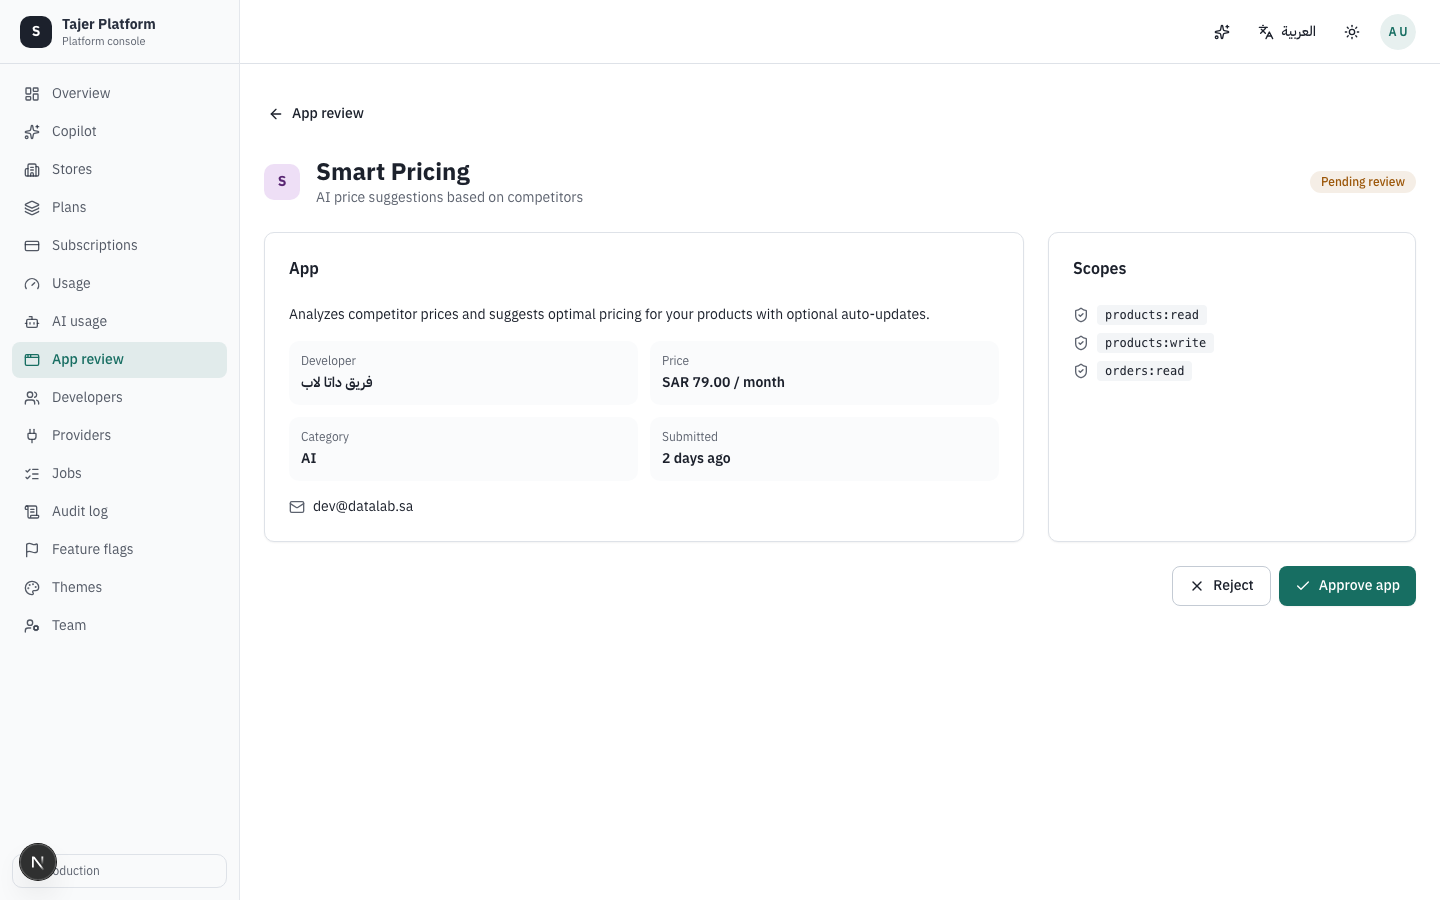 S
Tajer Platform
Platform console
العربية
A U
Overview
Copilot
Stores
Plans
Subscriptions
Usage
AI usage
App review
Developers
Providers
Jobs
Audit log
Feature flags
Themes
Team
N
App review
S
Smart Pricing
AI price suggestions based on competitors
Pending review
App
Analyzes competitor prices and suggests optimal pricing for your products with optional auto-updates.
Developer
فريق داتا لاب
Price
SAR 79.00 / month
Category
AI
Submitted
2 days ago
dev@datalab.sa
Scopes
products:read
products:write
orders:read
Reject
Approve app